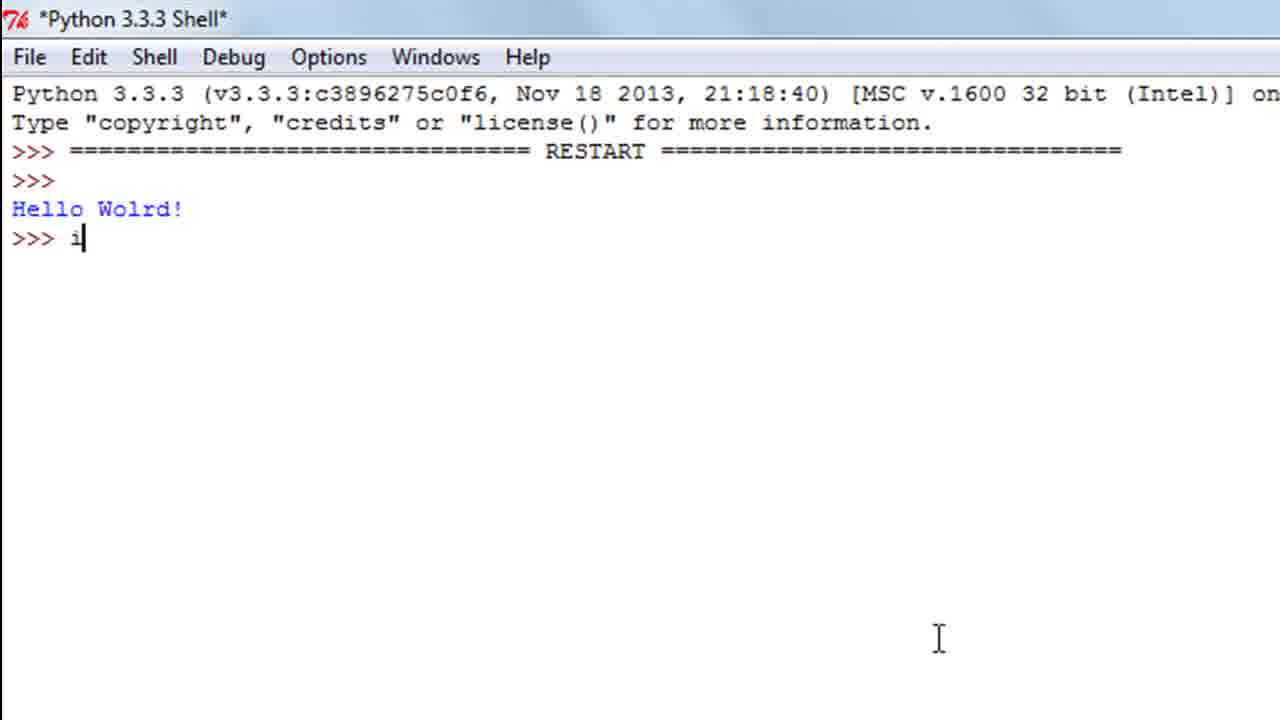 *Python 3.3.3 Shell*
File Edit Shell Debug Options Windows Help
Python 3.3.3 (v3.3.3:c3896275c0f6, Nov 18 2013, 21:18:40) [MSC v.1600 32 bit (Intel)] on
Type "copyright", "credits" or "license()" for more information.
>>> ================================ RESTART ================================
>>>
Hello Wolrd!
>>> i